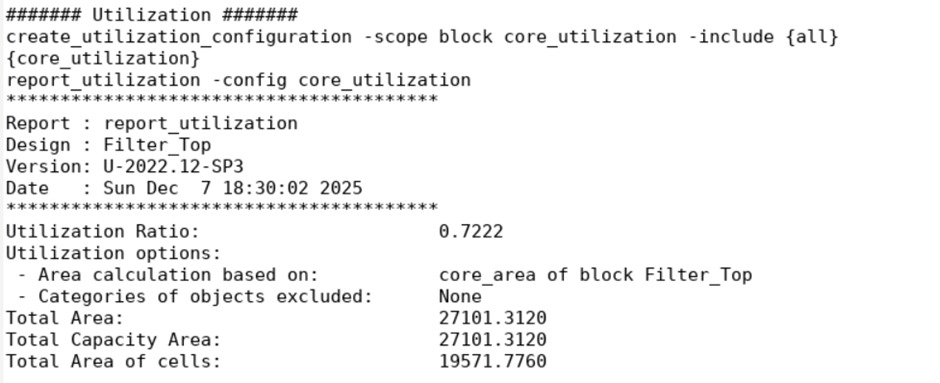 ####### Utilization #######
create_utilization_configuration -scope block core_utilization -include {all}
{core_utilization}
report_utilization -config core_utilization
****************************************
Report : report_utilization
Design : Filter_Top
Version: U-2022.12-SP3
Date   : Sun Dec  7 18:30:02 2025
****************************************
Utilization Ratio:                      0.7222
Utilization options:
 - Area calculation based on:           core_area of block Filter_Top
 - Categories of objects excluded:      None
Total Area:                             27101.3120
Total Capacity Area:                    27101.3120
Total Area of cells:                    19571.7760